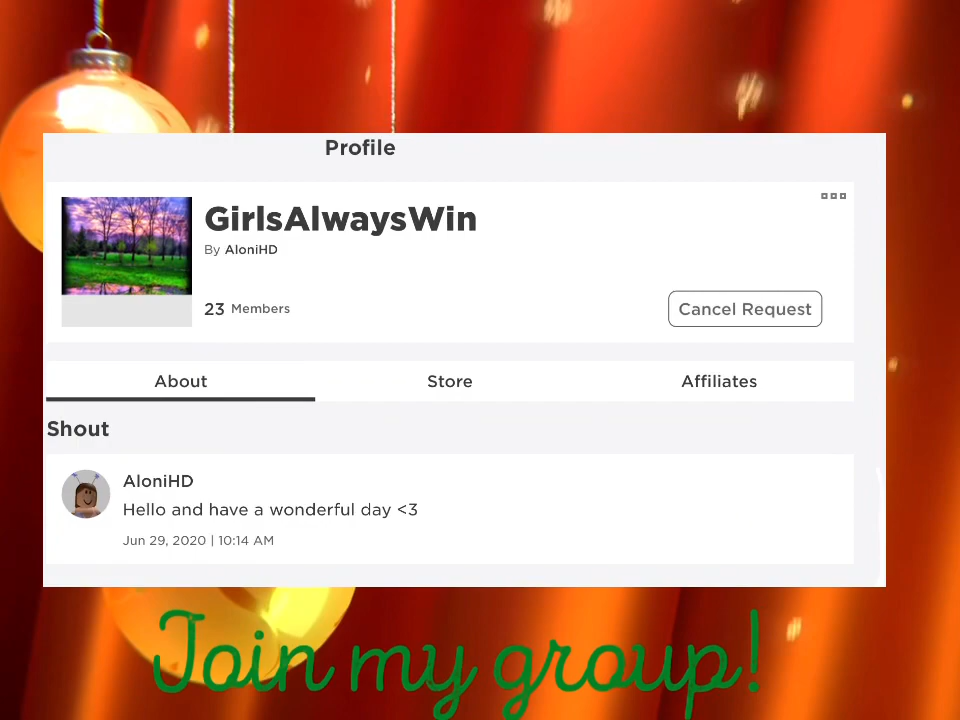 Profile
GirlsAlwaysWin
By AloniHD
23 Members
Cancel Request
About Store Affiliates
Shout
AloniHD
Hello and have a wonderful day <3
Jun 29, 2020 | 10:14 AM
Join my group!